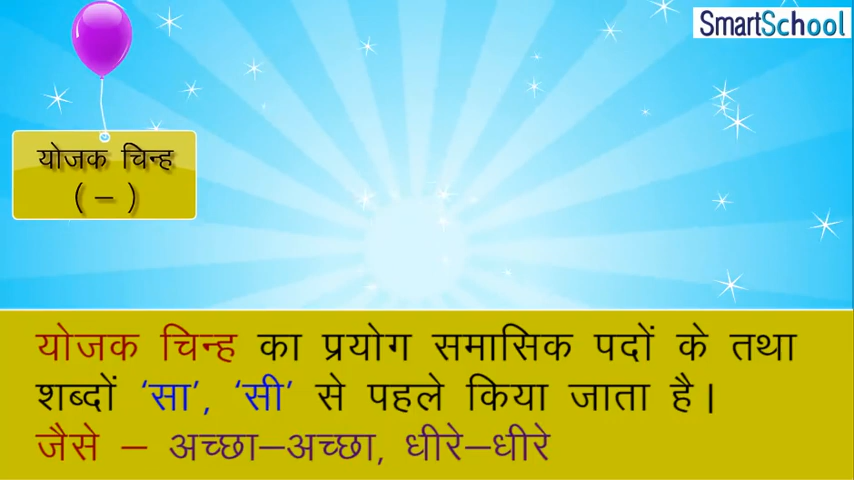 SmartSchool
योजक चिन्ह
( – )
योजक चिन्ह का प्रयोग समासिक पदों के तथा
शब्दों ‘सा’, ‘सी’ से पहले किया जाता है।
जैसे – अच्छा–अच्छा, धीरे–धीरे